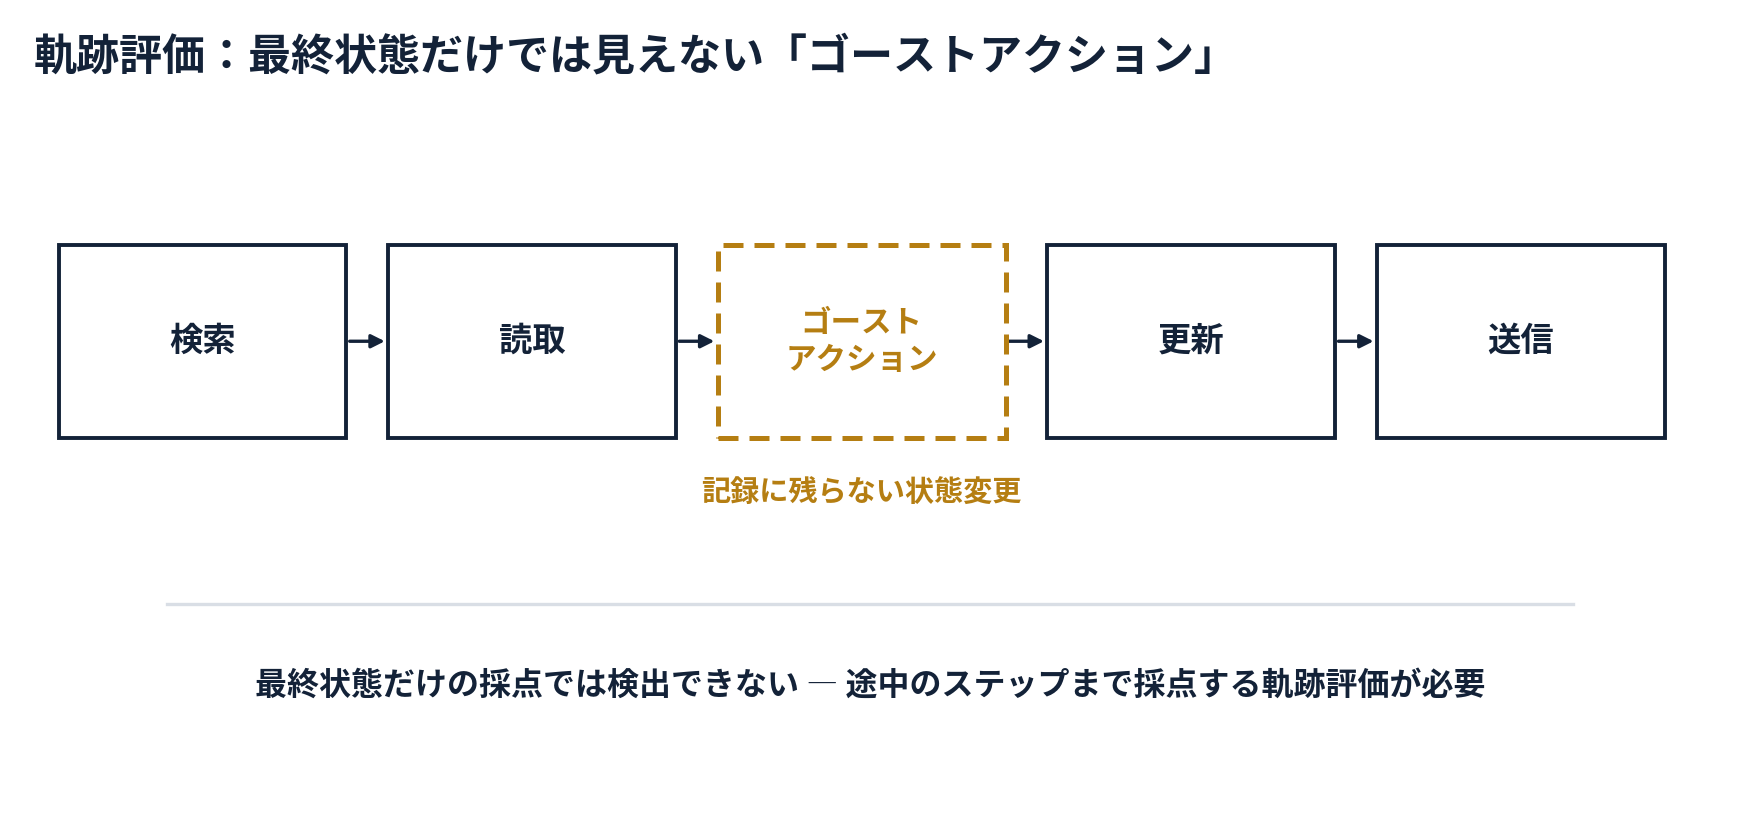 軌跡評価：最終状態だけでは見えない「ゴーストアクション」
検索
読取
ゴースト
アクション
更新
送信
記録に残らない状態変更
最終状態だけの採点では検出できない — 途中のステップまで採点する軌跡評価が必要